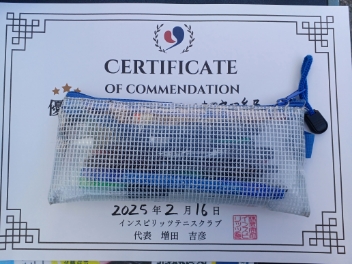 CERTIFICATE
OF COMMENDATION
優
2025年2月16日
インスピリッツテニスクラブ
代表 増田 吉彦